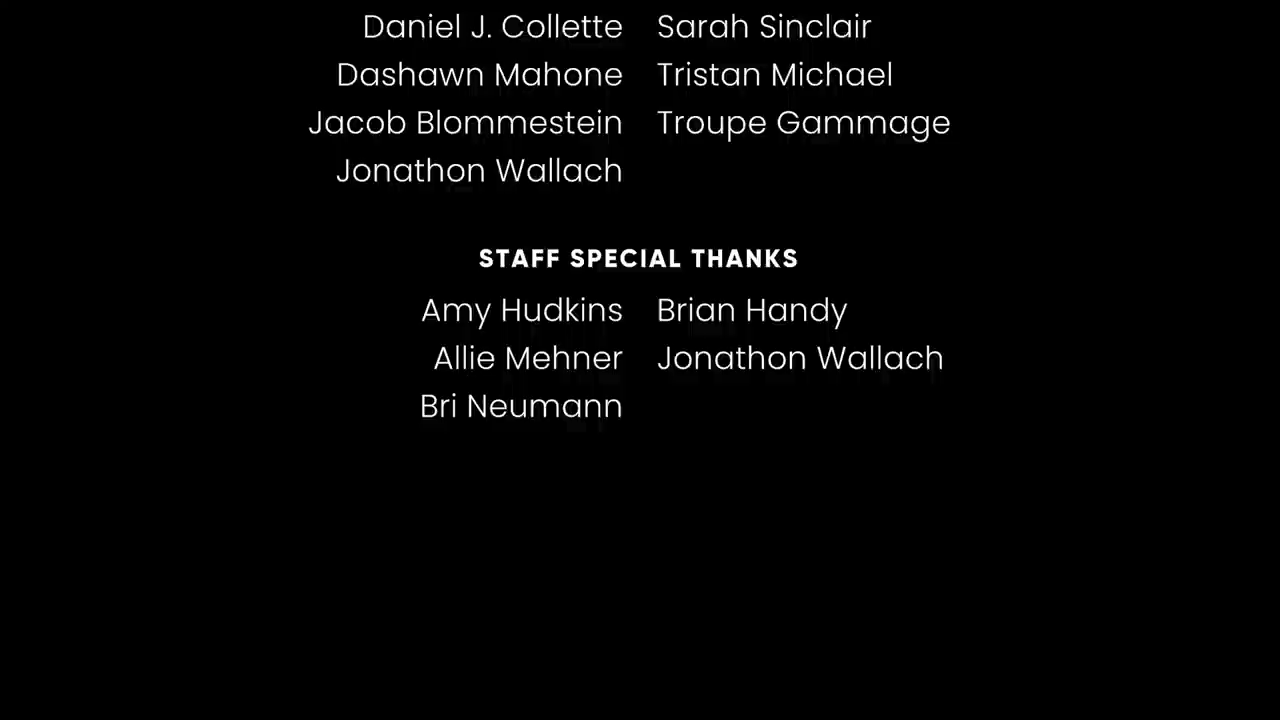 Daniel J. Collette Sarah Sinclair
Dashawn Mahone Tristan Michael
Jacob Blommestein Troupe Gammage
Jonathon Wallach
STAFF SPECIAL THANKS
Amy Hudkins Brian Handy
Allie Mehner Jonathon Wallach
Bri Neumann